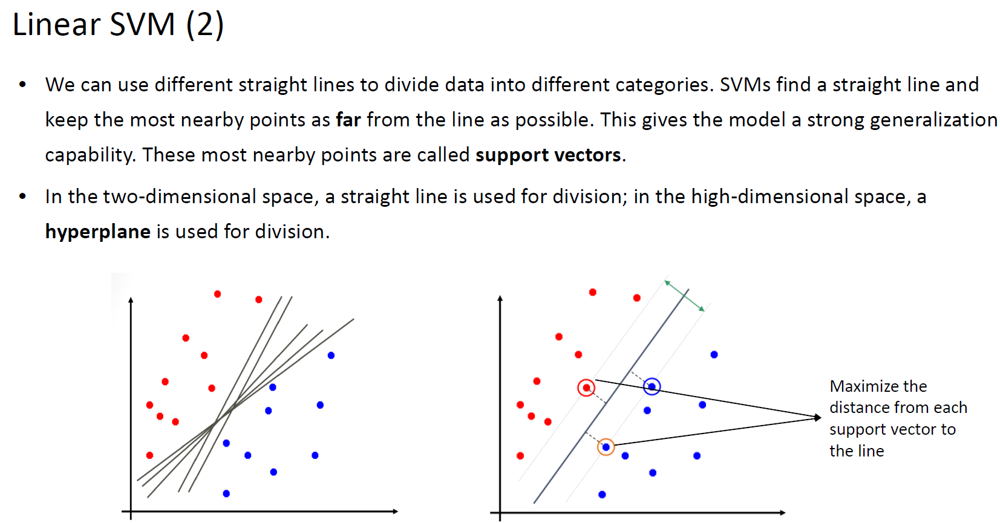 Linear SVM (2)
• We can use different straight lines to divide data into different categories. SVMs find a straight line and
keep the most nearby points as far from the line as possible. This gives the model a strong generalization
capability. These most nearby points are called support vectors.
• In the two-dimensional space, a straight line is used for division; in the high-dimensional space, a
hyperplane is used for division.
Maximize the
distance from each
support vector to
the line